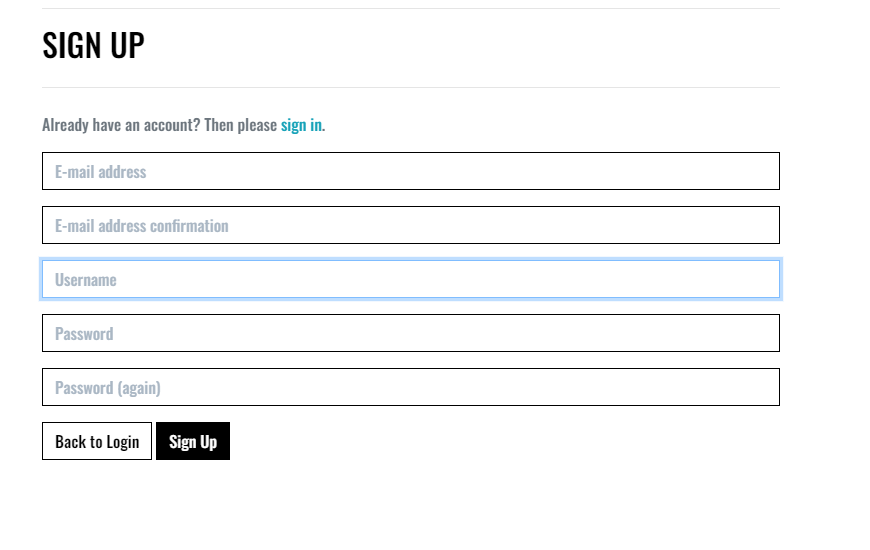 SIGN UP
Already have an account? Then please sign in.
E-mail address
E-mail address confirmation
Username
Password
Password (again)
Back to Login Sign Up